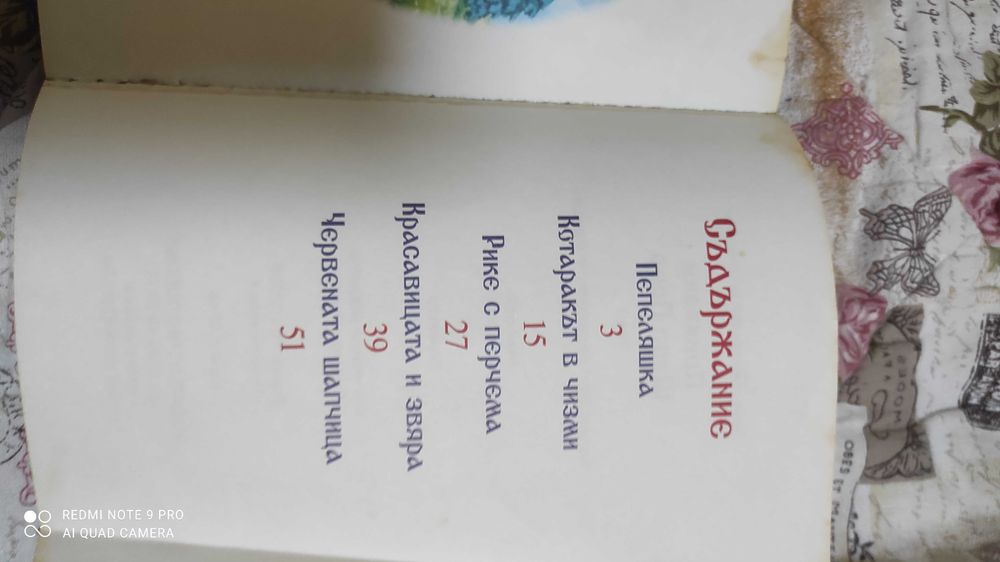 Съдържание
Пепеляшка
3
Котаракът в чизми
15
Рике с перчема
27
Красавицата и звяра
39
Червената шапчица
51
REDMI NOTE 9 PRO
AI QUAD CAMERA